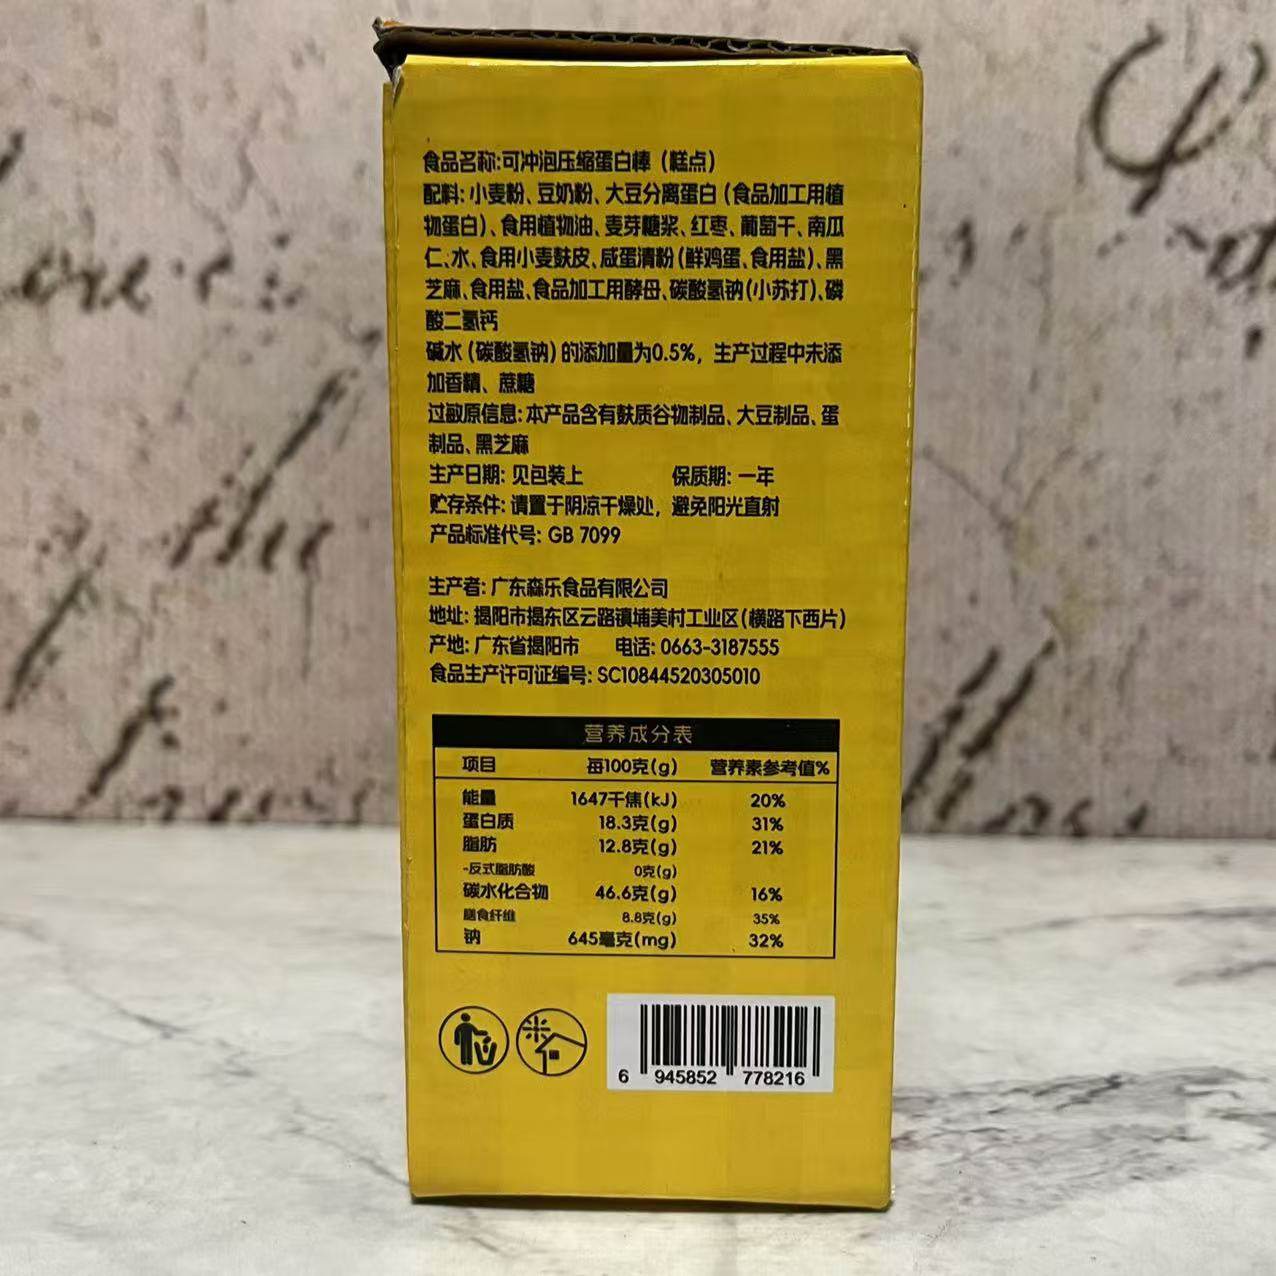 食品名称:可冲泡压缩蛋白棒（糕点）
配料:小麦粉、豆奶粉、大豆分离蛋白（食品加工用植
物蛋白）、食用植物油、麦芽糖浆、红枣、葡萄干、南瓜
仁、水、食用小麦麸皮、咸蛋清粉(鲜鸡蛋、食用盐)、黑
芝麻、食用盐、食品加工用酵母、碳酸氢钠(小苏打)、磷
酸二氢钙
碱水(碳酸氢钠)的添加量为0.5%，生产过程中未添
加香精、蔗糖
过敏原信息:本产品含有麸质谷物制品、大豆制品、蛋
制品、黑芝麻
生产日期: 见包装上 保质期: 一年
贮存条件: 请置于阴凉干燥处，避免阳光直射
产品标准代号: GB 7099
生产者: 广东森乐食品有限公司
地址: 揭阳市揭东区云路镇埔美村工业区(横路下西片)
产地: 广东省揭阳市 电话: 0663-3187555
食品生产许可证编号: SC10844520305010
营养成分表
项目 每100克(g) 营养素参考值%
能量 1647千焦(kJ) 20%
蛋白质 18.3克(g) 31%
脂肪 12.8克(g) 21%
-反式脂肪酸 0克(g)
碳水化合物 46.6克(g) 16%
膳食纤维 8.8克(g) 35%
钠 645毫克(mg) 32%
6 945852 778216